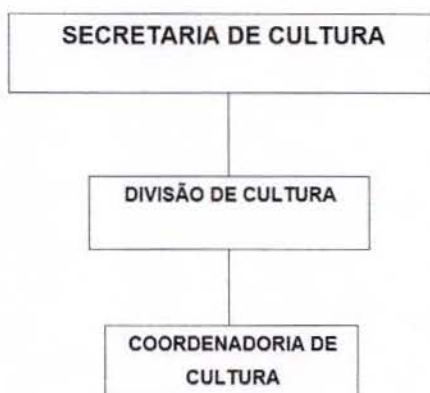 SECRETARIA DE CULTURA
DIVISÃO DE CULTURA
COORDENADORIA DE
CULTURA